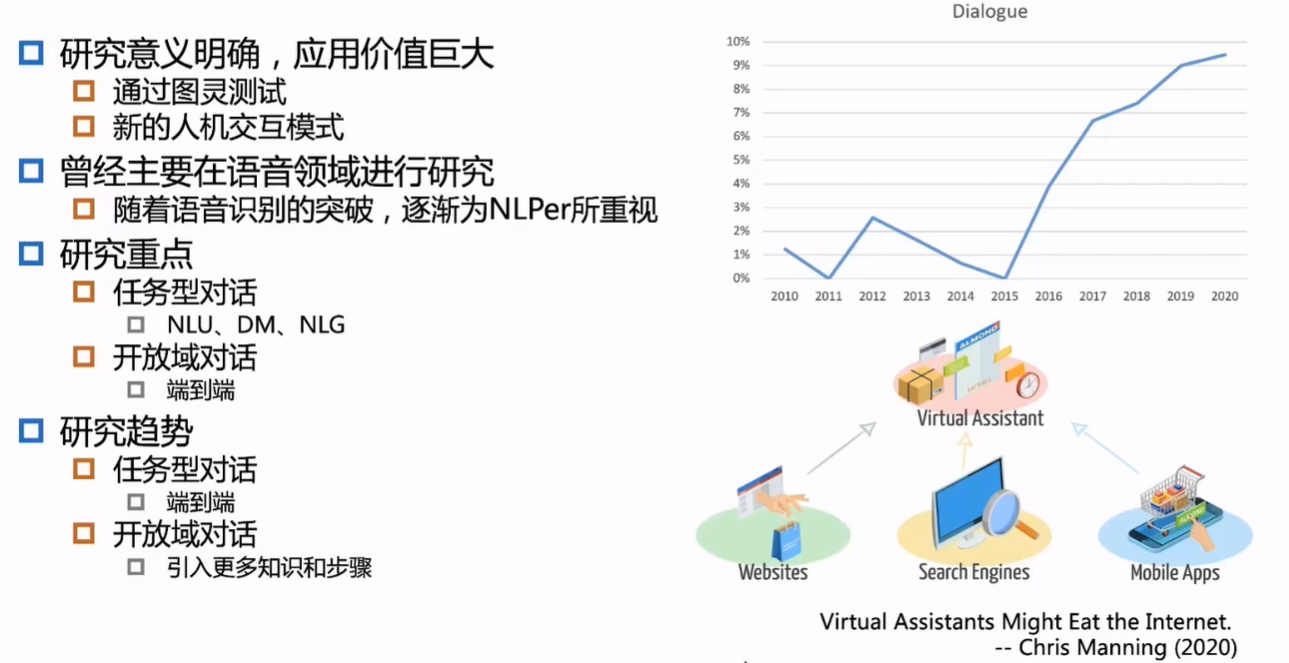 研究意义明确，应用价值巨大
通过图灵测试
新的人机交互模式
曾经主要在语音领域进行研究
随着语音识别的突破，逐渐为NLPer所重视
研究重点
任务型对话
NLU、DM、NLG
开放域对话
端到端
研究趋势
任务型对话
端到端
开放域对话
引入更多知识和步骤
Dialogue
10%
9%
8%
7%
6%
5%
4%
3%
2%
1%
0%
2010 2011 2012 2013 2014 2015 2016 2017 2018 2019 2020
ALMOND
Virtual Assistant
ALMOND
Websites Search Engines Mobile Apps
Virtual Assistants Might Eat the Internet.
-- Chris Manning (2020)